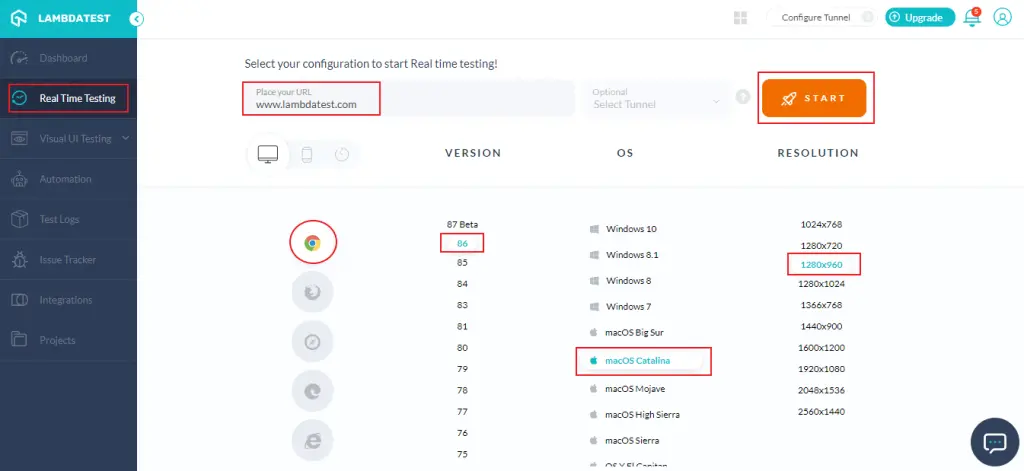 LAMBDATEST
Configure Tunnel
?
Upgrade
5
Dashboard
Real Time Testing
Visual UI Testing
Automation
Test Logs
Issue Tracker
Integrations
Projects
Select your configuration to start Real time testing!
Place your URL
www.lambdatest.com
Optional
Select Tunnel
?
START
VERSION
OS
RESOLUTION
87 Beta
86
85
84
83
81
80
79
78
77
76
75
Windows 10
Windows 8.1
Windows 8
Windows 7
macOS Big Sur
macOS Catalina
macOS Mojave
macOS High Sierra
macOS Sierra
OS X El Capitan
1024x768
1280x720
1280x960
1280x1024
1366x768
1440x900
1600x1200
1920x1080
2048x1536
2560x1440